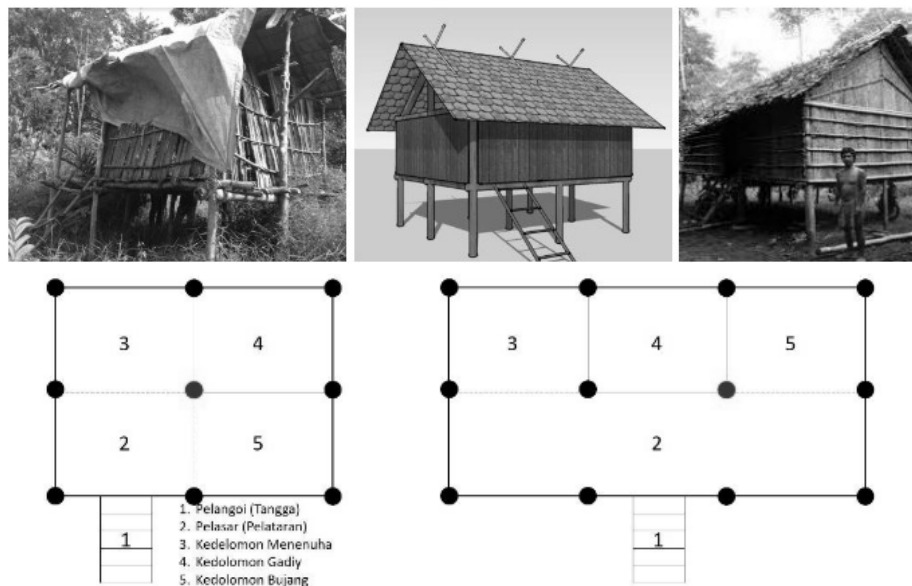 3
4
2
5
3
4
5
2
1
1. Pelangoi (Tangga)
2. Pelasar (Pelataran)
3. Kedelomon Menenuha
4. Kedolomon Gadiy
5. Kedolomon Bujang
1